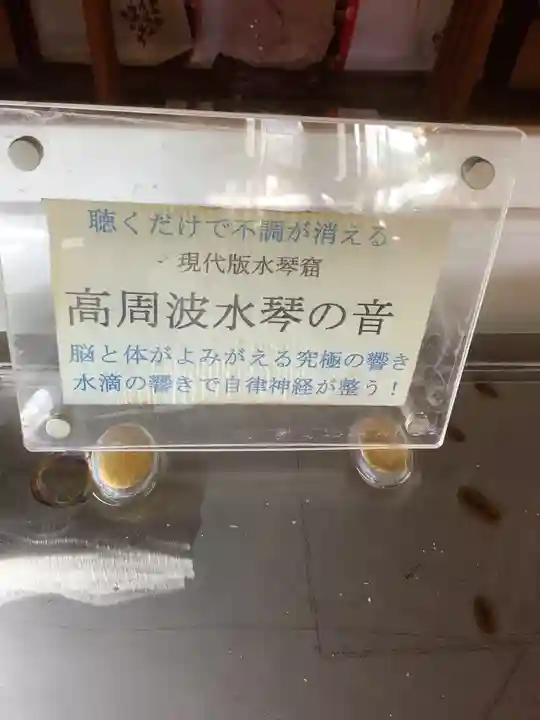 聴くだけで不調が消える
現代版水琴窟
高周波水琴の音
脳と体がよみがえる究極の響き
水滴の響きで自律神経が整う！